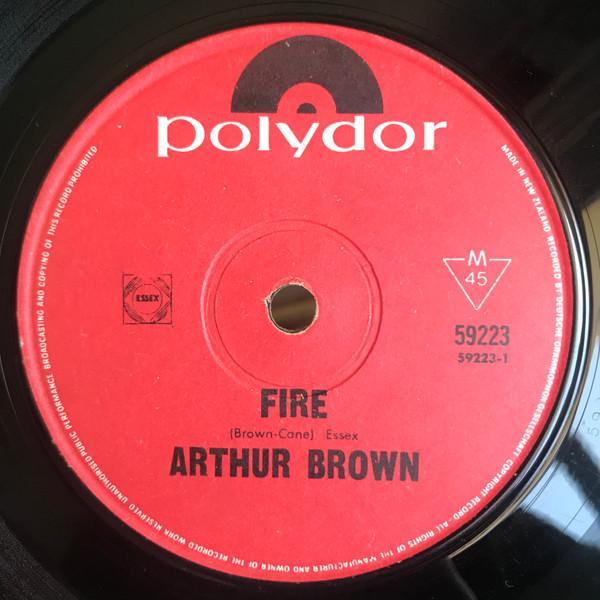 polydor
ESSEX
M
45
59223
59223-1
FIRE
(Brown-Cane) Essex
ARTHUR BROWN
MADE IN NEW ZEALAND. RECORDED BY DEUTSCHE GRAMMOPHON GESELLSCHAFT. COPYRIGHT RECORD - ALL RIGHTS OF THE MANUFACTURER AND OWNER OF THE RECORDED WORK RESERVED UNAUTHORISED PUBLIC PERFORMANCE BROADCASTING AND COPYING OF THIS RECORD PROHIBITED